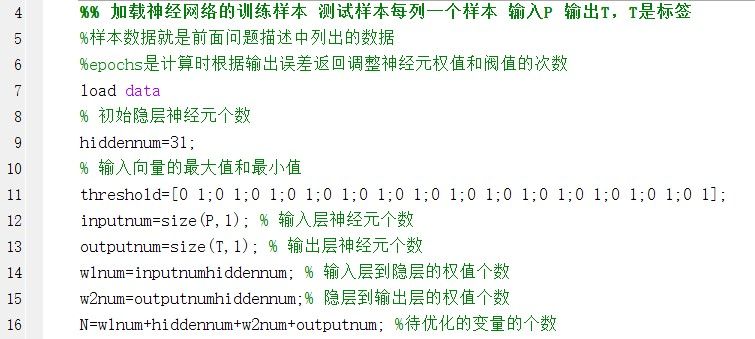 4 %% 加载神经网络的训练样本 测试样本每列一个样本 输入P 输出T，T是标签
5 %样本数据就是前面问题描述中列出的数据
6 %epochs是计算时根据输出误差返回调整神经元权值和阀值的次数
7 load data
8 % 初始隐层神经元个数
9 hiddennum=31;
10 % 输入向量的最大值和最小值
11 threshold=[0 1;0 1;0 1;0 1;0 1;0 1;0 1;0 1;0 1;0 1;0 1;0 1;0 1;0 1;0 1];
12 inputnum=size(P,1); % 输入层神经元个数
13 outputnum=size(T,1); % 输出层神经元个数
14 w1num=inputnumhiddennum; % 输入层到隐层的权值个数
15 w2num=outputnumhiddennum;% 隐层到输出层的权值个数
16 N=w1num+hiddennum+w2num+outputnum; %待优化的变量的个数